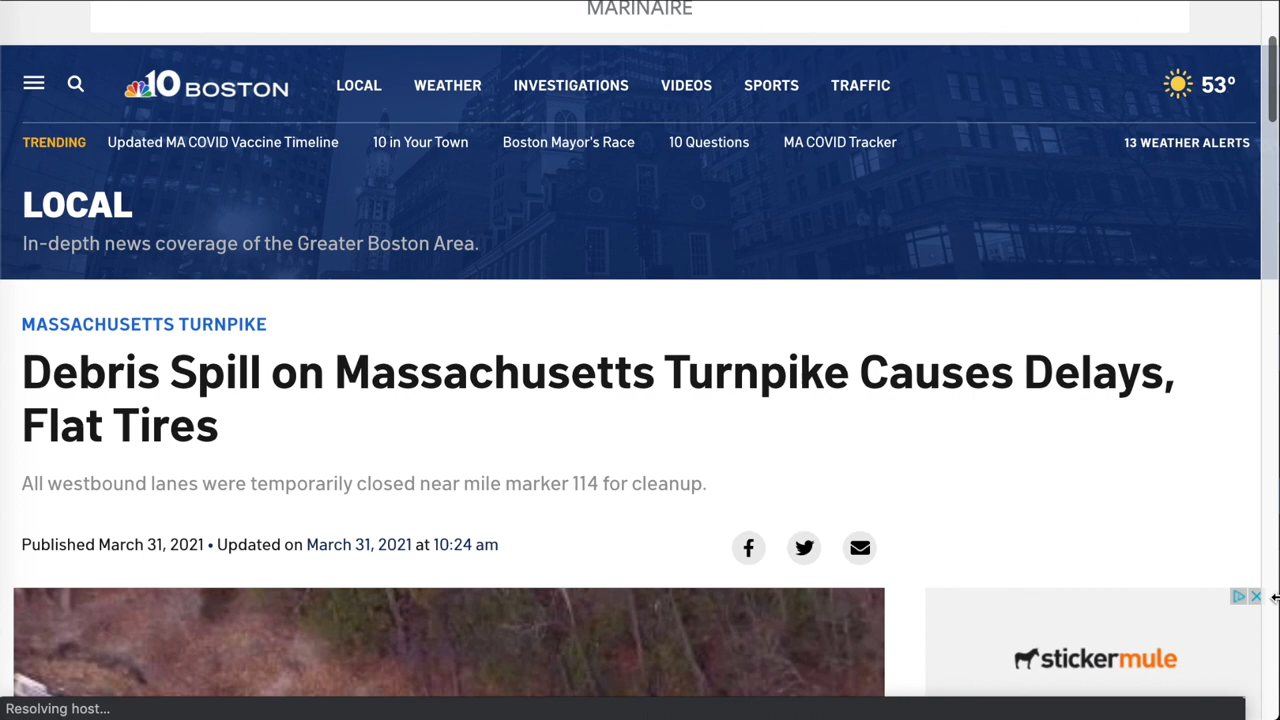 MARINAIRE
10 BOSTON LOCAL WEATHER INVESTIGATIONS VIDEOS SPORTS TRAFFIC 53º
TRENDING Updated MA COVID Vaccine Timeline 10 in Your Town Boston Mayor's Race 10 Questions MA COVID Tracker 13 WEATHER ALERTS
LOCAL
In-depth news coverage of the Greater Boston Area.
MASSACHUSETTS TURNPIKE
Debris Spill on Massachusetts Turnpike Causes Delays,
Flat Tires
All westbound lanes were temporarily closed near mile marker 114 for cleanup.
Published March 31, 2021 • Updated on March 31, 2021 at 10:24 am
stickermule
Resolving host...